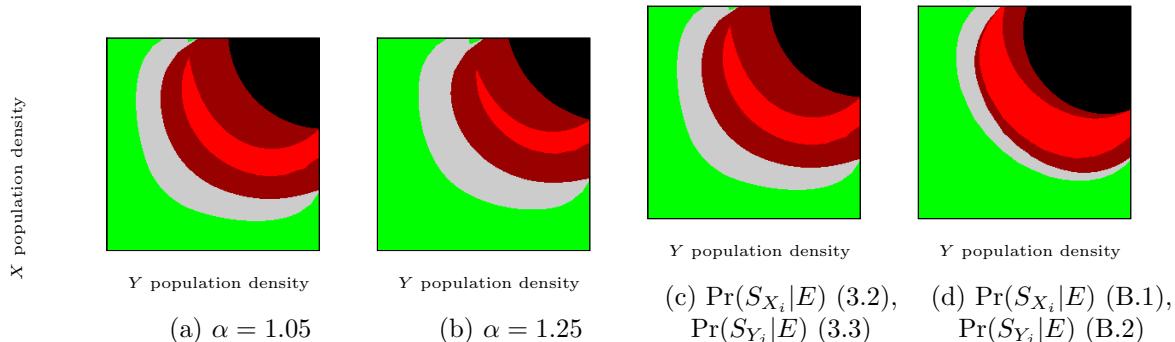 X population density
Y population density
Y population density
Y population density
Y population density
(a) α = 1.05
(b) α = 1.25
(c) Pr(S_{X_i}|E) (3.2),
Pr(S_{Y_i}|E) (3.3)
(d) Pr(S_{X_i}|E) (B.1),
Pr(S_{Y_i}|E) (B.2)